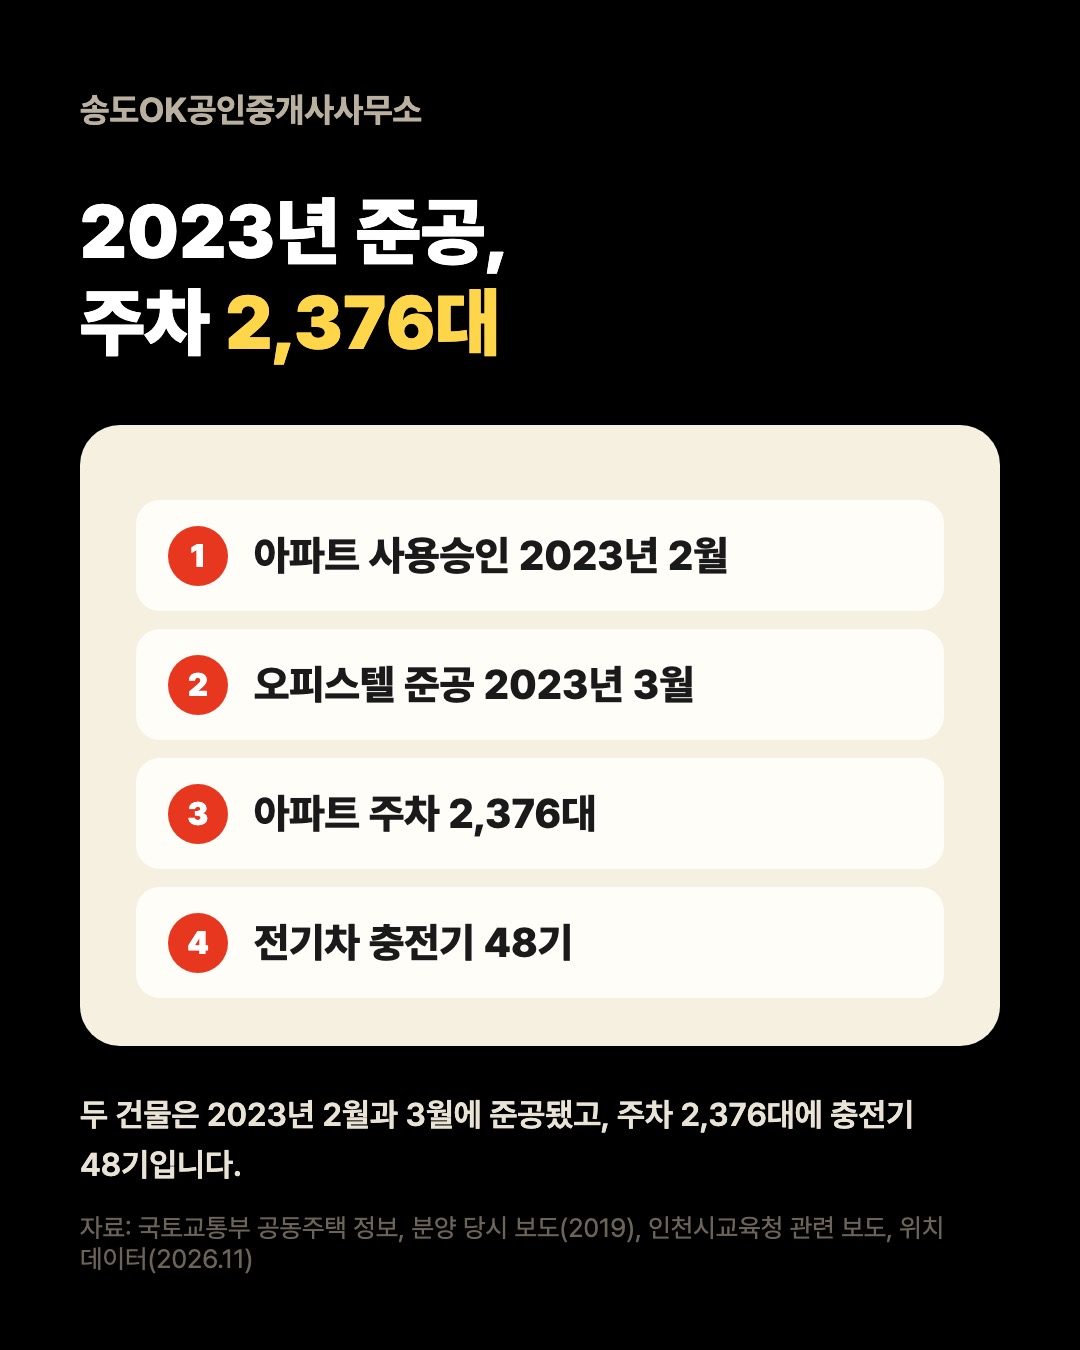 송도OK공인중개사사무소
2023년 준공,
주차 2,376대
1 아파트 사용승인 2023년 2월
2 오피스텔 준공 2023년 3월
3 아파트 주차 2,376대
4 전기차 충전기 48기
두 건물은 2023년 2월과 3월에 준공됐고, 주차 2,376대에 충전기
48기입니다.
자료: 국토교통부 공동주택 정보, 분양 당시 보도(2019), 인천시교육청 관련 보도, 위치
데이터(2026.11)